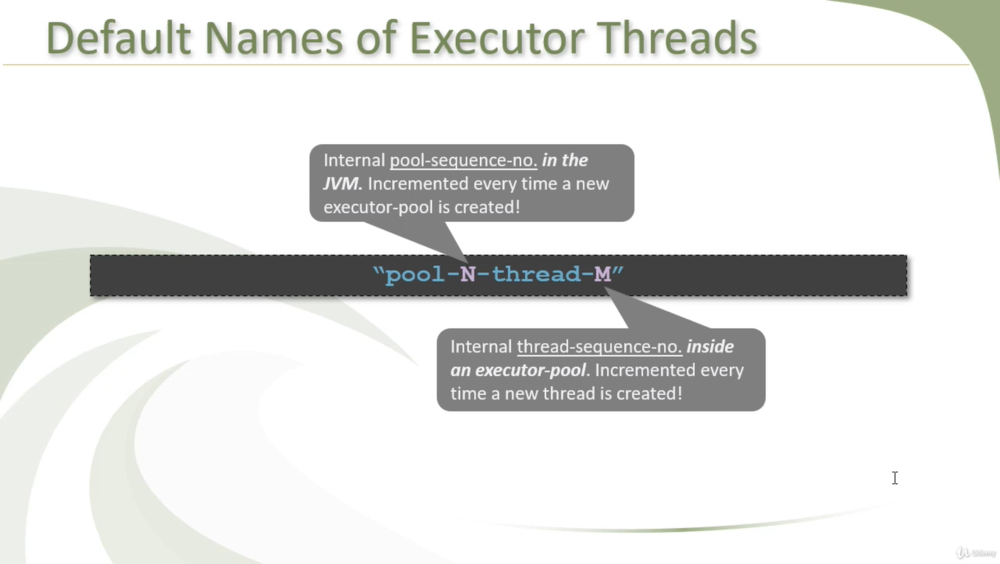 Default Names of Executor Threads
Internal pool-sequence-no. in the
JVM. Incremented every time a new
executor-pool is created!
“pool-N-thread-M”
Internal thread-sequence-no. inside
an executor-pool. Incremented every
time a new thread is created!
Udemy